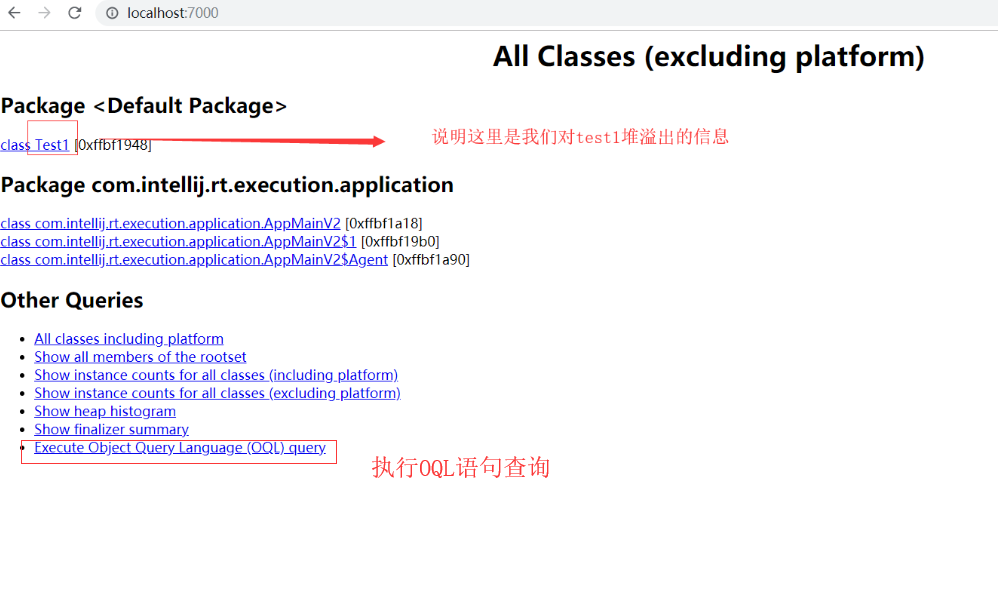 localhost:7000
All Classes (excluding platform)
Package <Default Package>
class Test1 [0xffbf1948]
说明这里是我们对test1堆溢出的信息
Package com.intellij.rt.execution.application
class com.intellij.rt.execution.application.AppMainV2 [0xffbf1a18]
class com.intellij.rt.execution.application.AppMainV2$1 [0xffbf19b0]
class com.intellij.rt.execution.application.AppMainV2$Agent [0xffbf1a90]
Other Queries
All classes including platform
Show all members of the rootset
Show instance counts for all classes (including platform)
Show instance counts for all classes (excluding platform)
Show heap histogram
Show finalizer summary
Execute Object Query Language (OQL) query
执行OQL语句查询